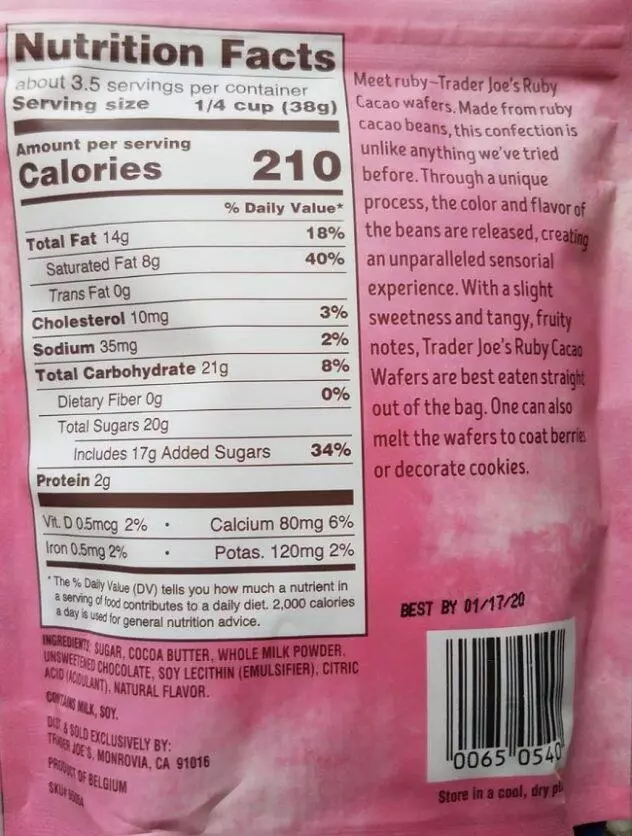 Nutrition Facts
about 3.5 servings per container
Serving size 1/4 cup (38g)
Amount per serving
Calories 210
% Daily Value*
Total Fat 14g 18%
Saturated Fat 8g 40%
Trans Fat 0g
Cholesterol 10mg 3%
Sodium 35mg 2%
Total Carbohydrate 21g 8%
Dietary Fiber 0g 0%
Total Sugars 20g
Includes 17g Added Sugars 34%
Protein 2g
Vit. D 0.5mcg 2% • Calcium 80mg 6%
Iron 0.5mg 2% • Potas. 120mg 2%
*The % Daily Value (DV) tells you how much a nutrient in
a serving of food contributes to a daily diet. 2,000 calories
a day is used for general nutrition advice.
INGREDIENTS: SUGAR, COCOA BUTTER, WHOLE MILK POWDER,
UNSWEETENED CHOCOLATE, SOY LECITHIN (EMULSIFIER), CITRIC
ACID (ACIDULANT), NATURAL FLAVOR.
CONTAINS MILK, SOY.
DIST. & SOLD EXCLUSIVELY BY:
TRADER JOE'S, MONROVIA, CA 91016
PRODUCT OF BELGIUM
SKU#
Meet ruby–Trader Joe's Ruby
Cacao wafers. Made from ruby
cacao beans, this confection is
unlike anything we've tried
before. Through a unique
process, the color and flavor of
the beans are released, creating
an unparalleled sensorial
experience. With a slight
sweetness and tangy, fruity
notes, Trader Joe's Ruby Cacao
Wafers are best eaten straight
out of the bag. One can also
melt the wafers to coat berries
or decorate cookies.
BEST BY 01/17/20
0065 0540
Store in a cool, dry pl